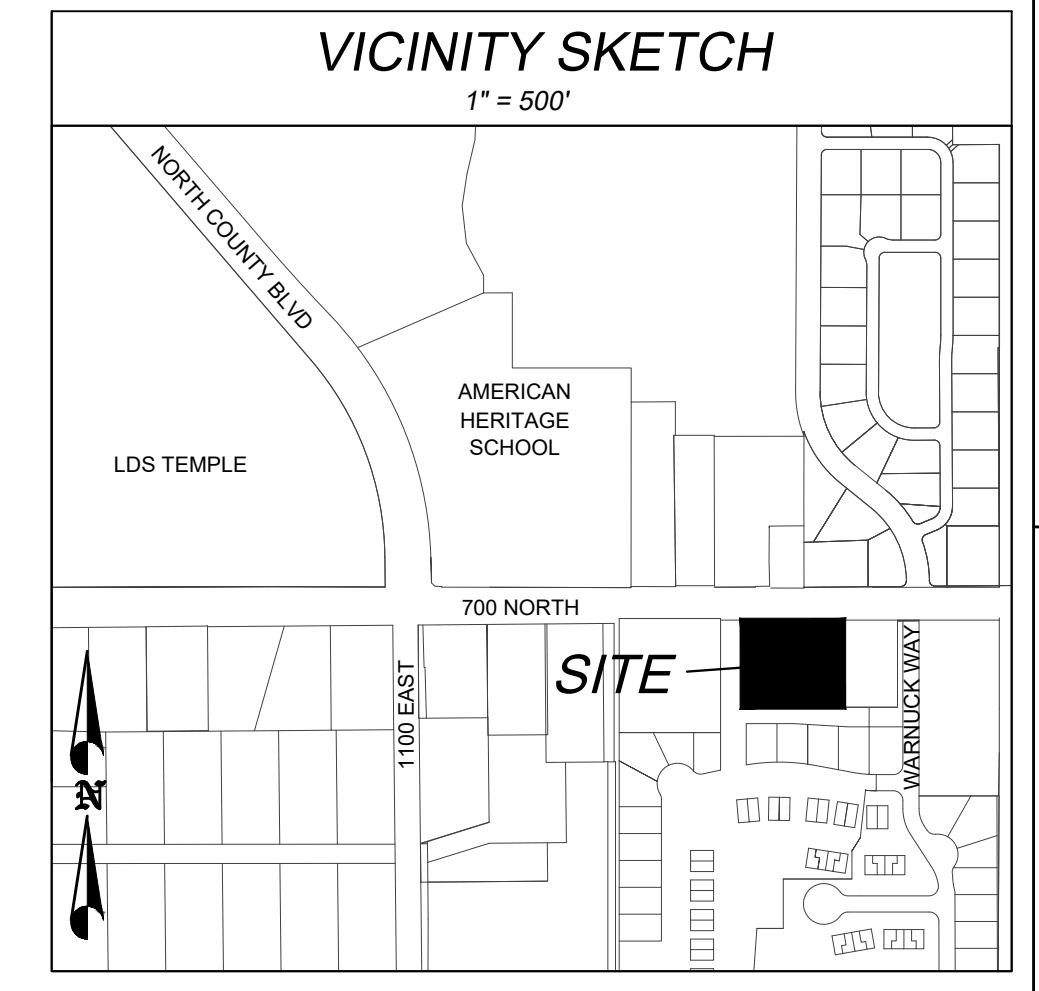 VICINITY SKETCH
1" = 500'
NORTH COUNTY BLVD
AMERICAN
HERITAGE
SCHOOL
LDS TEMPLE
700 NORTH
SITE
1100 EAST
WARNUCK WAY
N